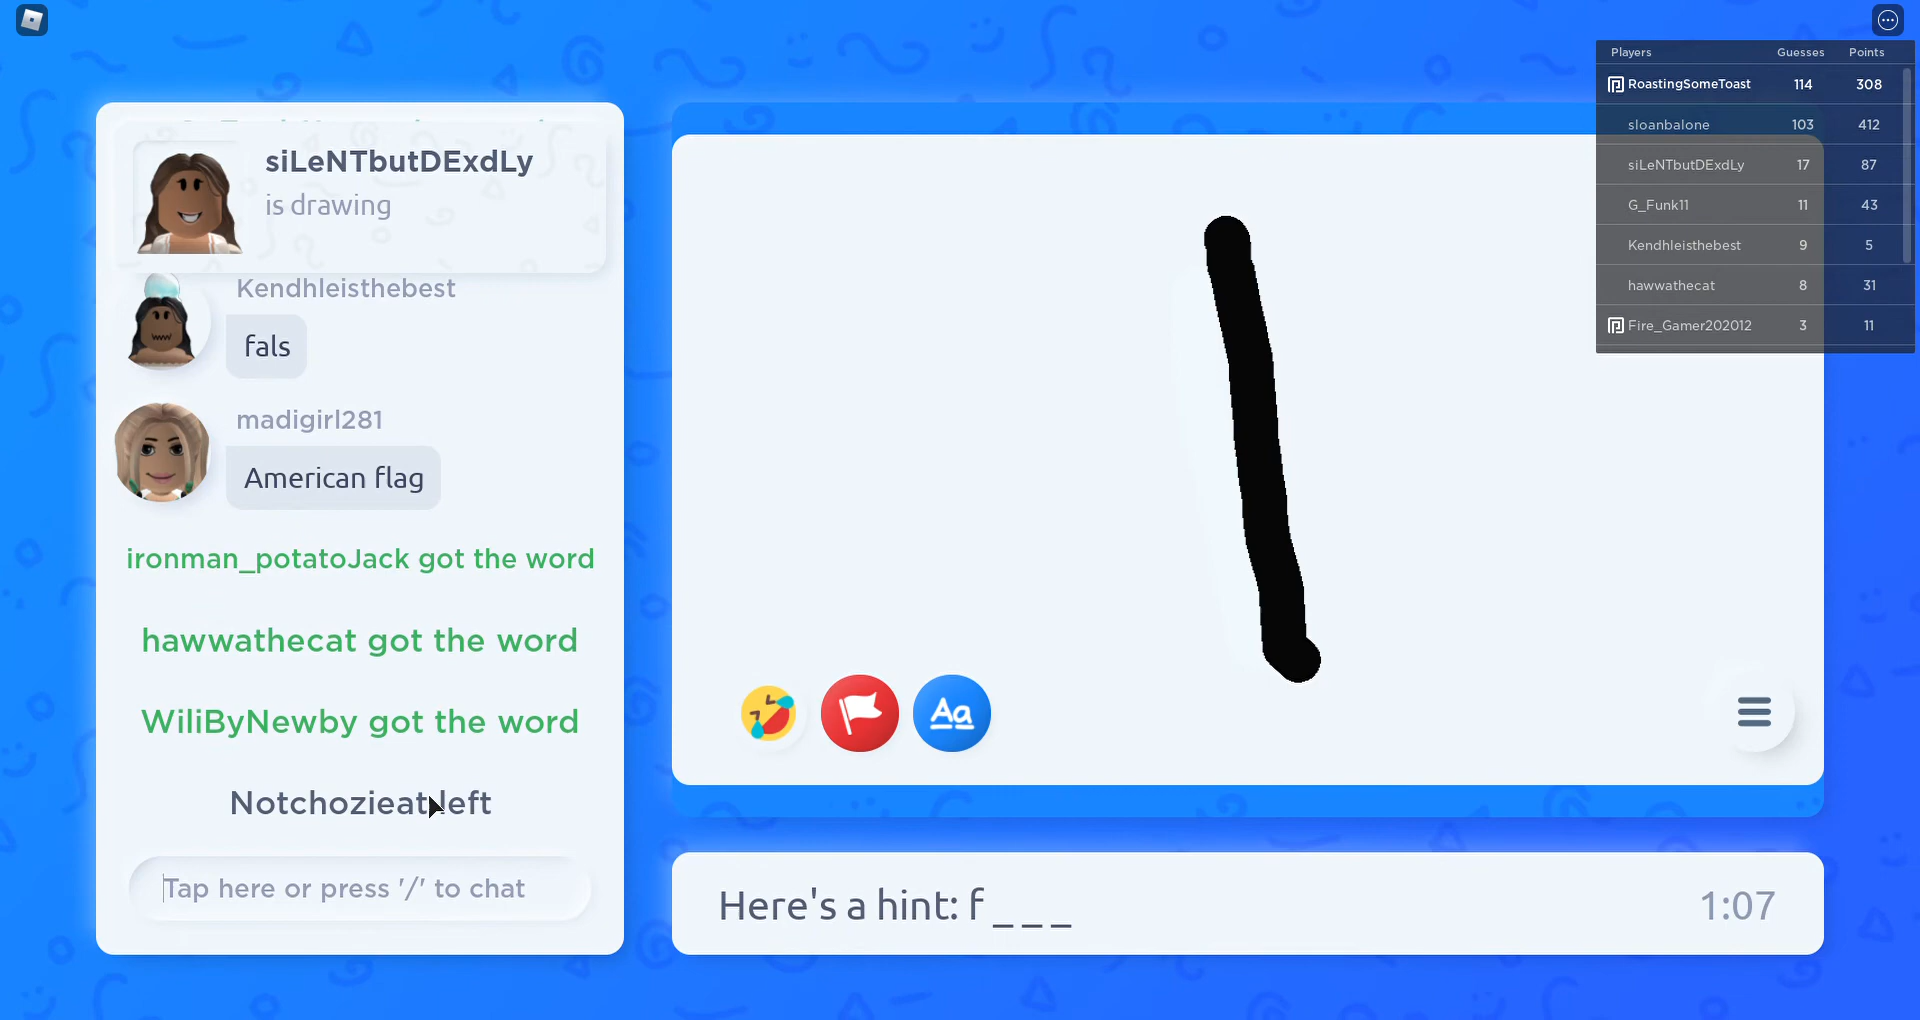 siLeNTbutDExdLy
is drawing
Kendhleisthebest
fals
madigirl281
American flag
ironman_potatoJack got the word
hawwathecat got the word
WiliByNewby got the word
Notchozieat left
Tap here or press '/' to chat
Aa
Here's a hint: f _ _ _
1:07
Players Guesses Points
RoastingSomeToast 114 308
sloanbalone 103 412
siLeNTbutDExdLy 17 87
G_Funk11 11 43
Kendhleisthebest 9 5
hawwathecat 8 31
Fire_Gamer202012 3 11